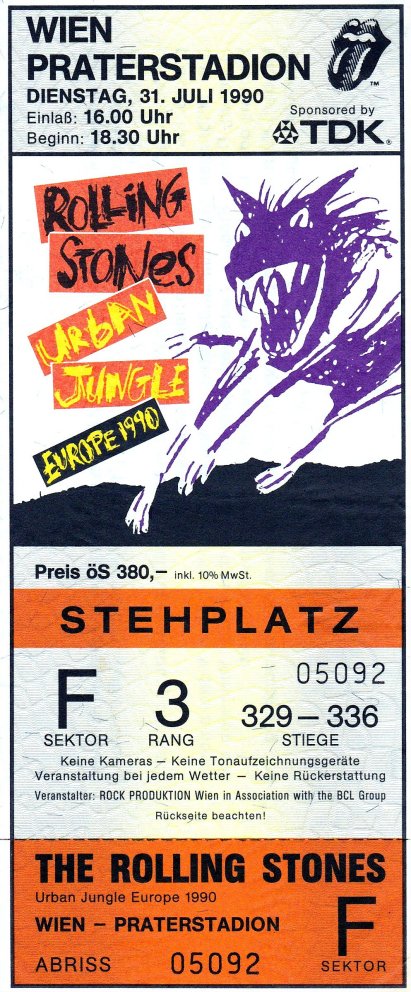 WIEN
PRATERSTADION
DIENSTAG, 31. JULI 1990
Einlaß: 16.00 Uhr
Beginn: 18.30 Uhr
TM
Sponsored by
TDK®
ROLLING
STONES
URBAN
JUNGLE
EUROPE 1990
Preis öS 380,– inkl. 10% MwSt.
STEHPLATZ
05092
F 3 329 – 336
SEKTOR RANG STIEGE
Keine Kameras – Keine Tonaufzeichnungsgeräte
Veranstaltung bei jedem Wetter – Keine Rückerstattung
Veranstalter: ROCK PRODUKTION Wien in Association with the BCL Group
Rückseite beachten!
THE ROLLING STONES
Urban Jungle Europe 1990
WIEN – PRATERSTADION
F
ABRISS 05092 SEKTOR